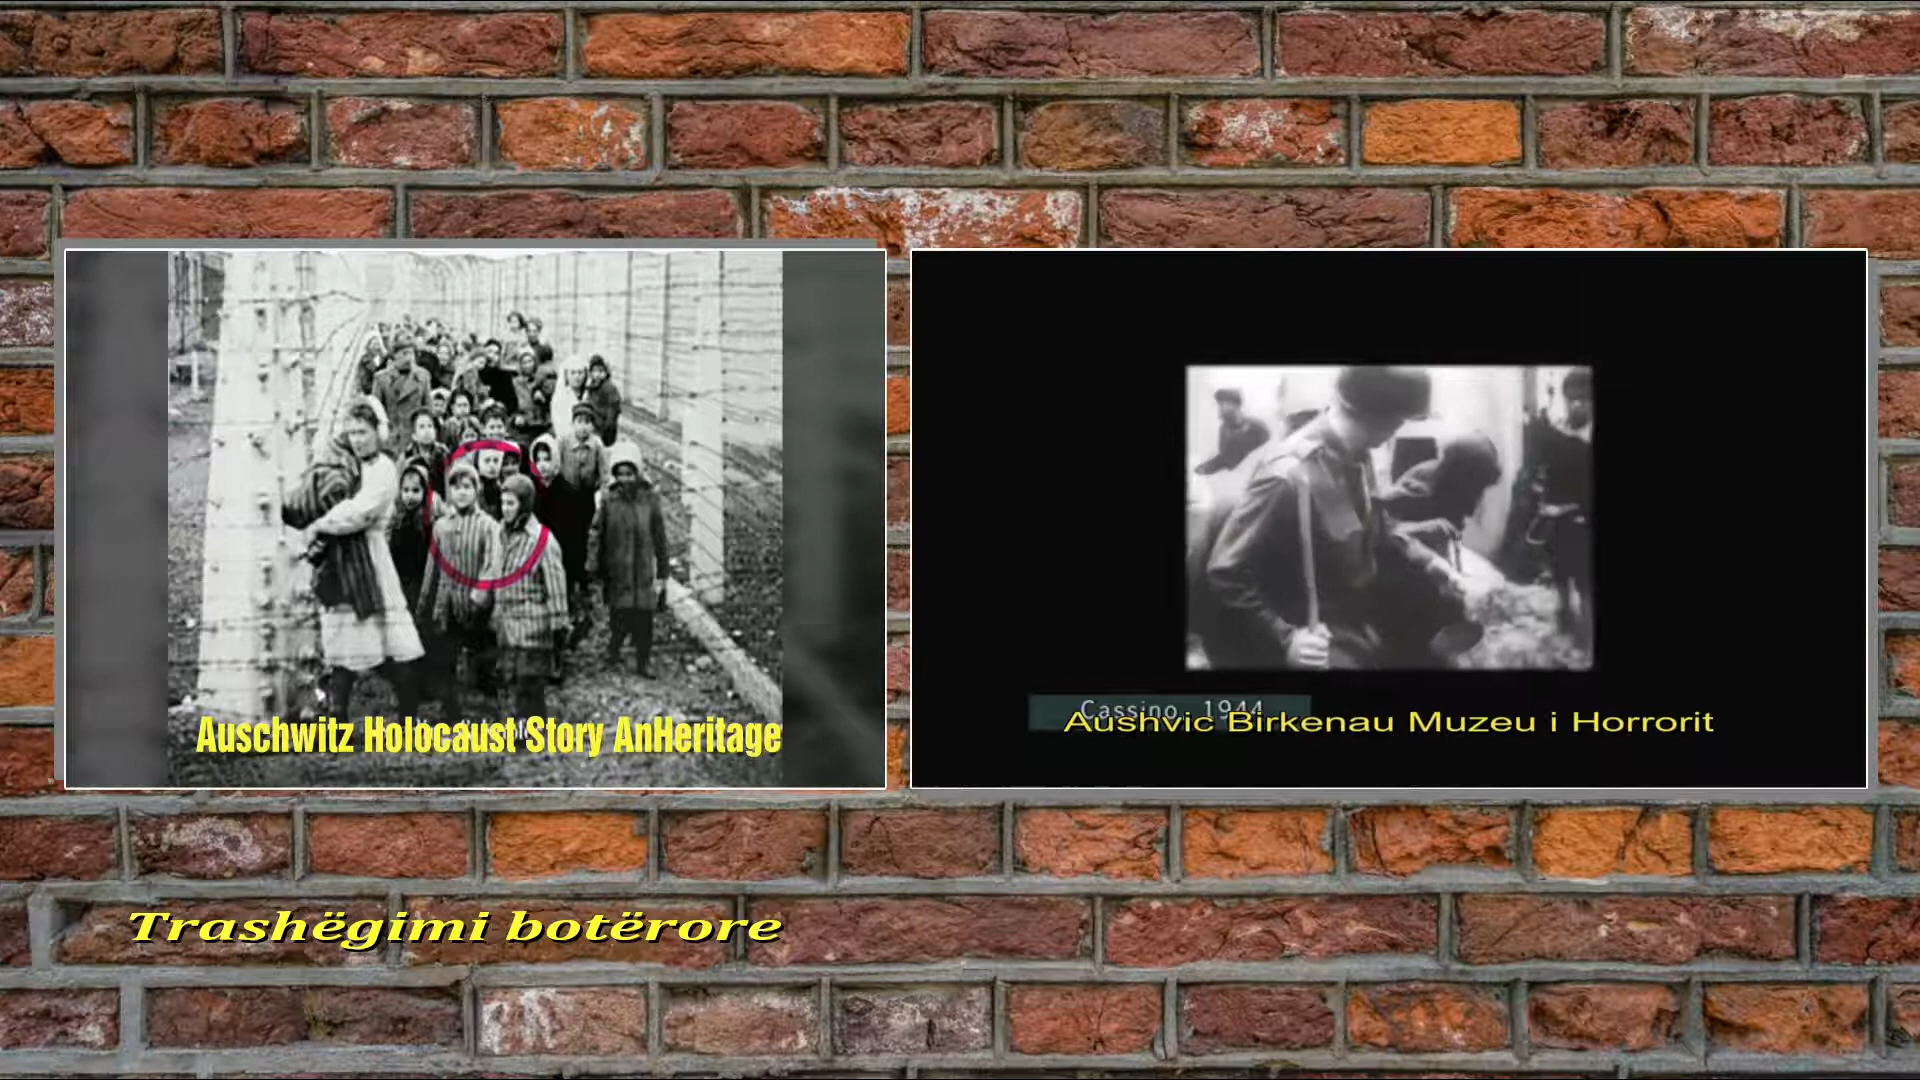 Auschwitz Holocaust Story AnHeritage
Cassino 1944
Aushvic Birkenau Muzeu i Horrorit
Trashëgimi botërore